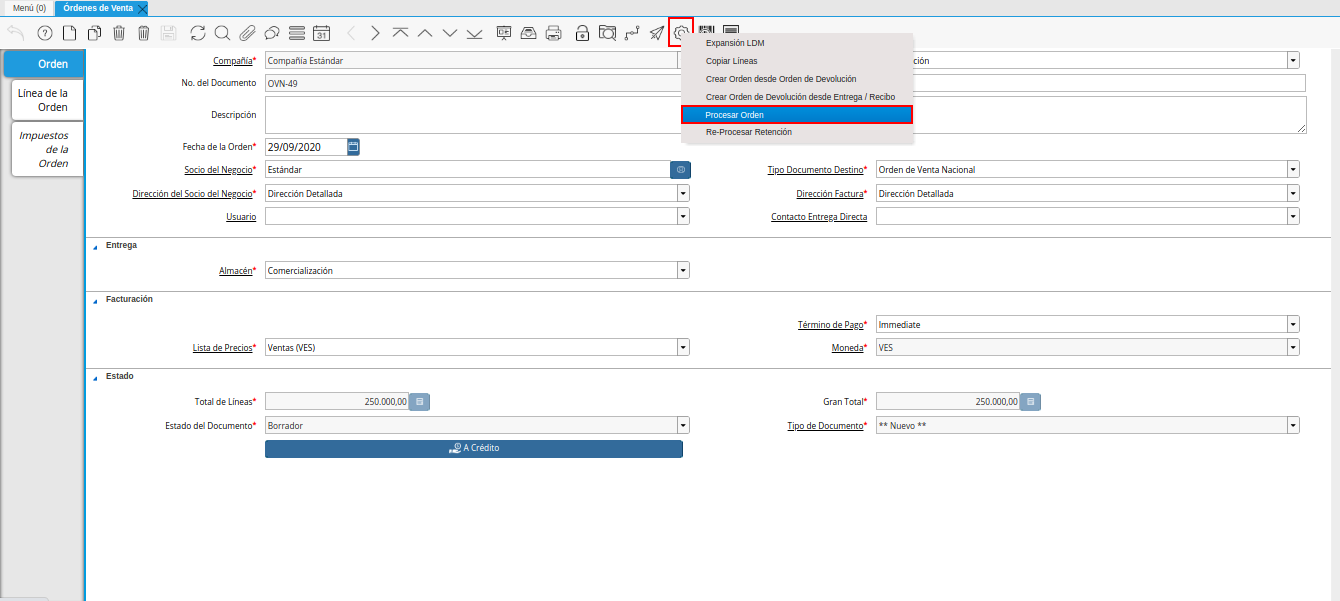 Menú (0)
Órdenes de Venta
31
Orden
Línea de la
Orden
Impuestos
de la
Orden
Compañía*
Compañía Estándar
ción
Expansión LDM
Copiar Líneas
Crear Orden desde Orden de Devolución
Crear Orden de Devolución desde Entrega / Recibo
Procesar Orden
Re-Procesar Retención
No. del Documento
OVN-49
Descripción
Fecha de la Orden*
29/09/2020
Socio del Negocio*
Estándar
Tipo Documento Destino*
Orden de Venta Nacional
Dirección del Socio del Negocio*
Dirección Detallada
Dirección Factura*
Dirección Detallada
Usuario
Contacto Entrega Directa
Entrega
Almacén*
Comercialización
Facturación
Término de Pago*
Immediate
Lista de Precios*
Ventas (VES)
Moneda*
VES
Estado
Total de Líneas*
250.000,00
Gran Total*
250.000,00
Estado del Documento*
Borrador
Tipo de Documento*
** Nuevo **
A Crédito